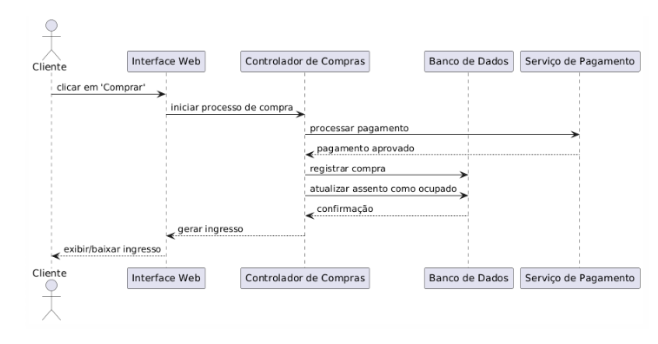 Cliente
Interface Web
Controlador de Compras
Banco de Dados
Serviço de Pagamento
clicar em 'Comprar'
iniciar processo de compra
processar pagamento
pagamento aprovado
registrar compra
atualizar assento como ocupado
confirmação
gerar ingresso
exibir/baixar ingresso
Cliente
Interface Web
Controlador de Compras
Banco de Dados
Serviço de Pagamento